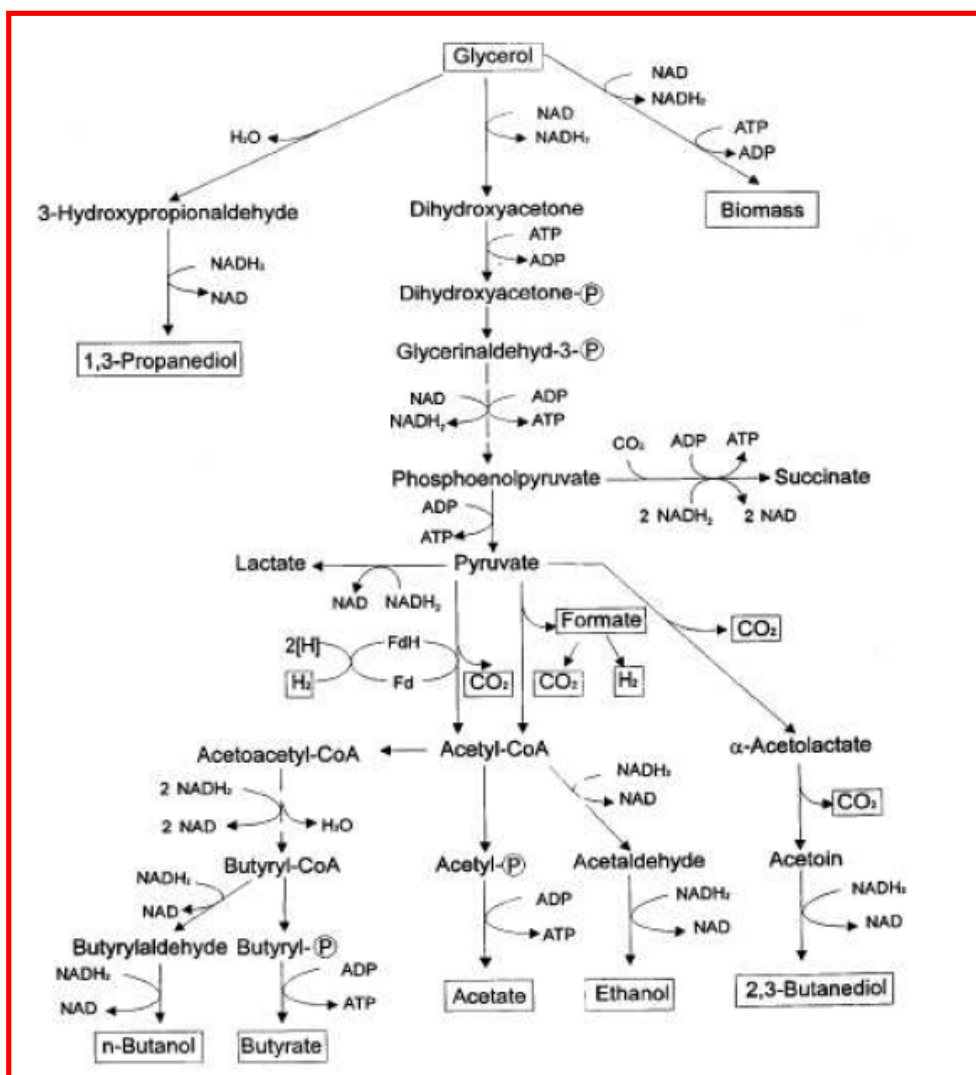 Glycerol
NAD
NADH₂
NAD
NADH₂
H₂O
ATP
ADP
3-Hydroxypropionaldehyde
Dihydroxyacetone
Biomass
ATP
ADP
NADH₂
NAD
Dihydroxyacetone-Ⓟ
1,3-Propanediol
Glycerinaldehyd-3-Ⓟ
NAD
ADP
NADH₂
ATP
CO₂
ADP
ATP
Phosphoenolpyruvate
Succinate
2 NADH₂
2 NAD
ADP
ATP
Lactate
Pyruvate
NAD
NADH₂
Formate
CO₂
2[H]
FdH
H₂
Fd
CO₂
CO₂
H₂
Acetoacetyl-CoA
Acetyl-CoA
α-Acetolactate
2 NADH₂
2 NAD
H₂O
NADH₂
NAD
CO₂
Butyryl-CoA
Acetyl-Ⓟ
Acetaldehyde
Acetoin
NADH₂
NAD
ADP
ATP
NADH₂
NAD
NADH₂
NAD
Butyrylaldehyde
Butyryl-Ⓟ
NADH₂
NAD
ADP
ATP
Acetate
Ethanol
2,3-Butanediol
n-Butanol
Butyrate